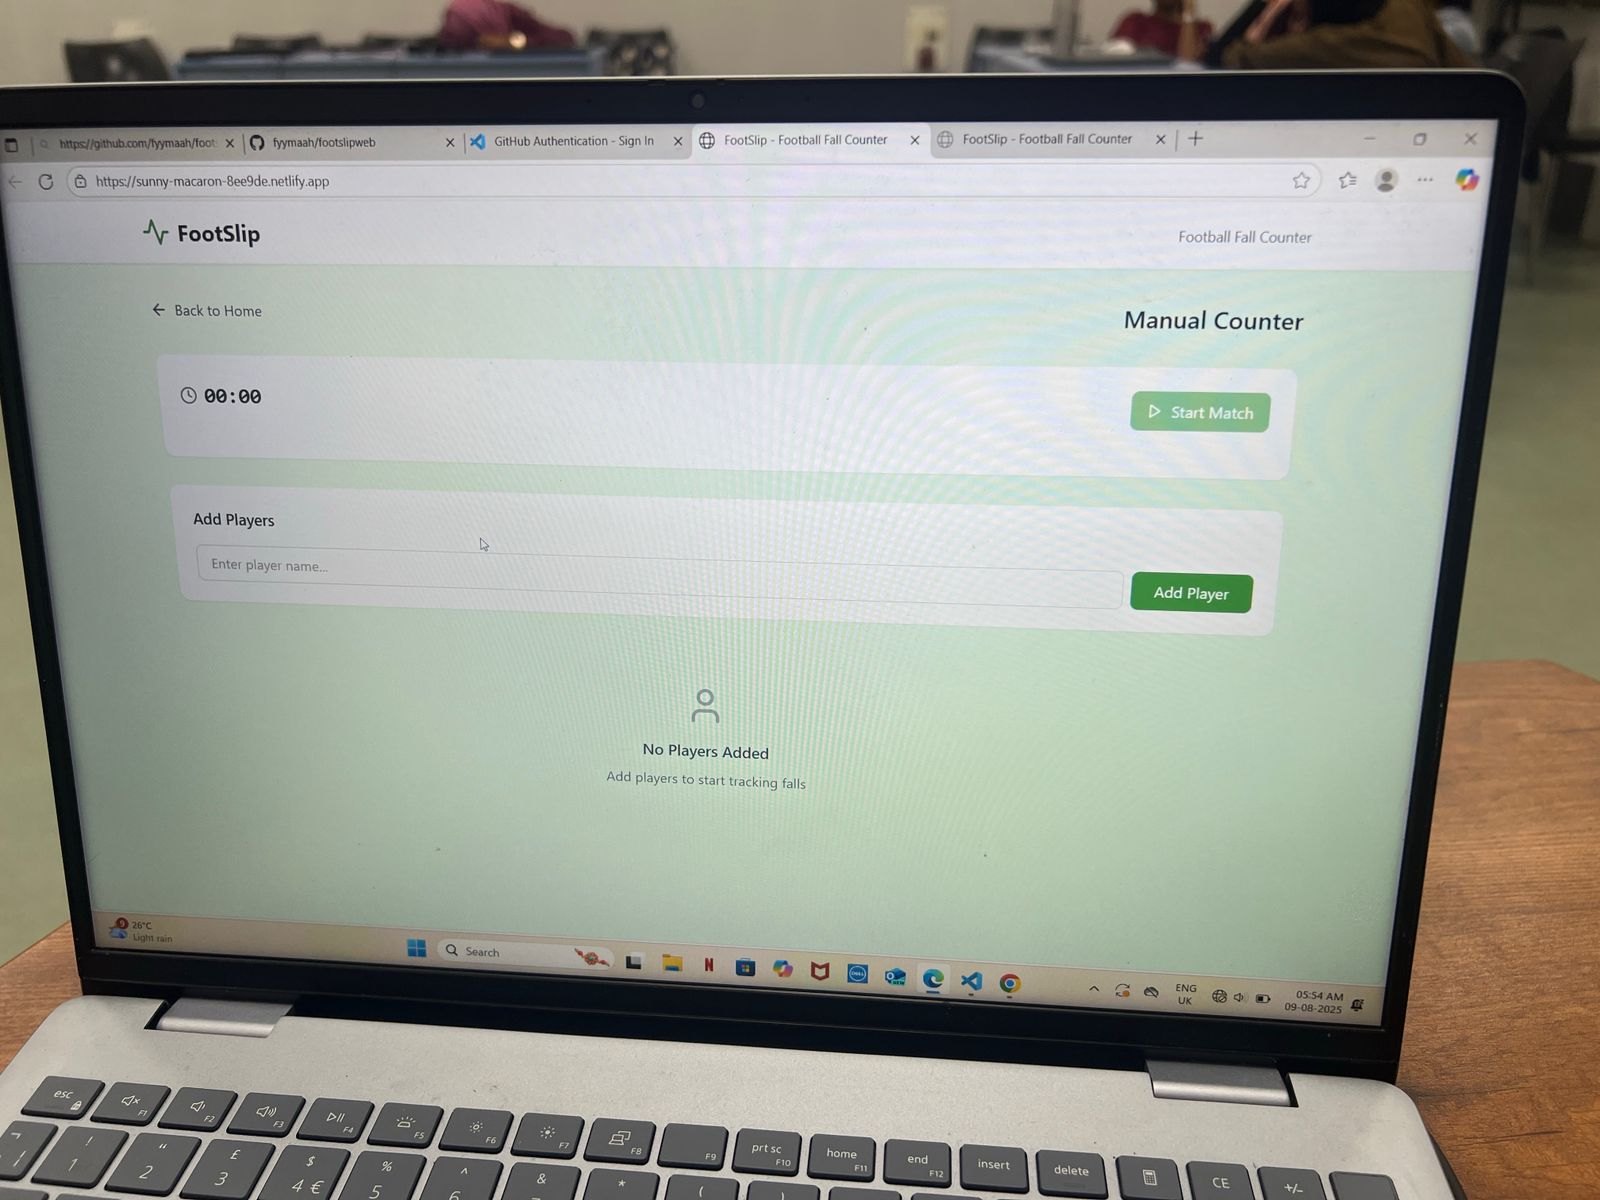 https://github.com/fyymaah/foot
fyymaah/footslipweb
GitHub Authentication - Sign In
FootSlip - Football Fall Counter
FootSlip - Football Fall Counter
https://sunny-macaron-8ee9de.netlify.app
FootSlip
Football Fall Counter
Back to Home
Manual Counter
00:00
Start Match
Add Players
Enter player name...
Add Player
No Players Added
Add players to start tracking falls
9
26°C
Light rain
Search
N
DELL
ENG
UK
05:54 AM
09-08-2025
esc
F1
F2
F3
F4
F5
F6
F7
F8
F9
prt sc
F10
home
F11
end
F12
insert
delete
CE
+/-
! 1
" 2
£ 3
$ 4 €
% 5
^ 6
&
*
(
)